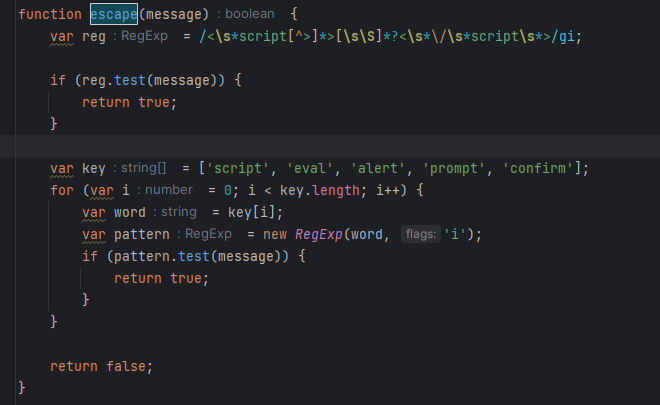 function escape(message) : boolean {
var reg : RegExp = /<\s*script[^>]*>[\s\S]*?<\s*\/\s*script\s*>/gi;
if (reg.test(message)) {
return true;
}
var key : string[] = ['script', 'eval', 'alert', 'prompt', 'confirm'];
for (var i : number = 0; i < key.length; i++) {
var word : string = key[i];
var pattern : RegExp = new RegExp(word, flags: 'i');
if (pattern.test(message)) {
return true;
}
}
return false;
}